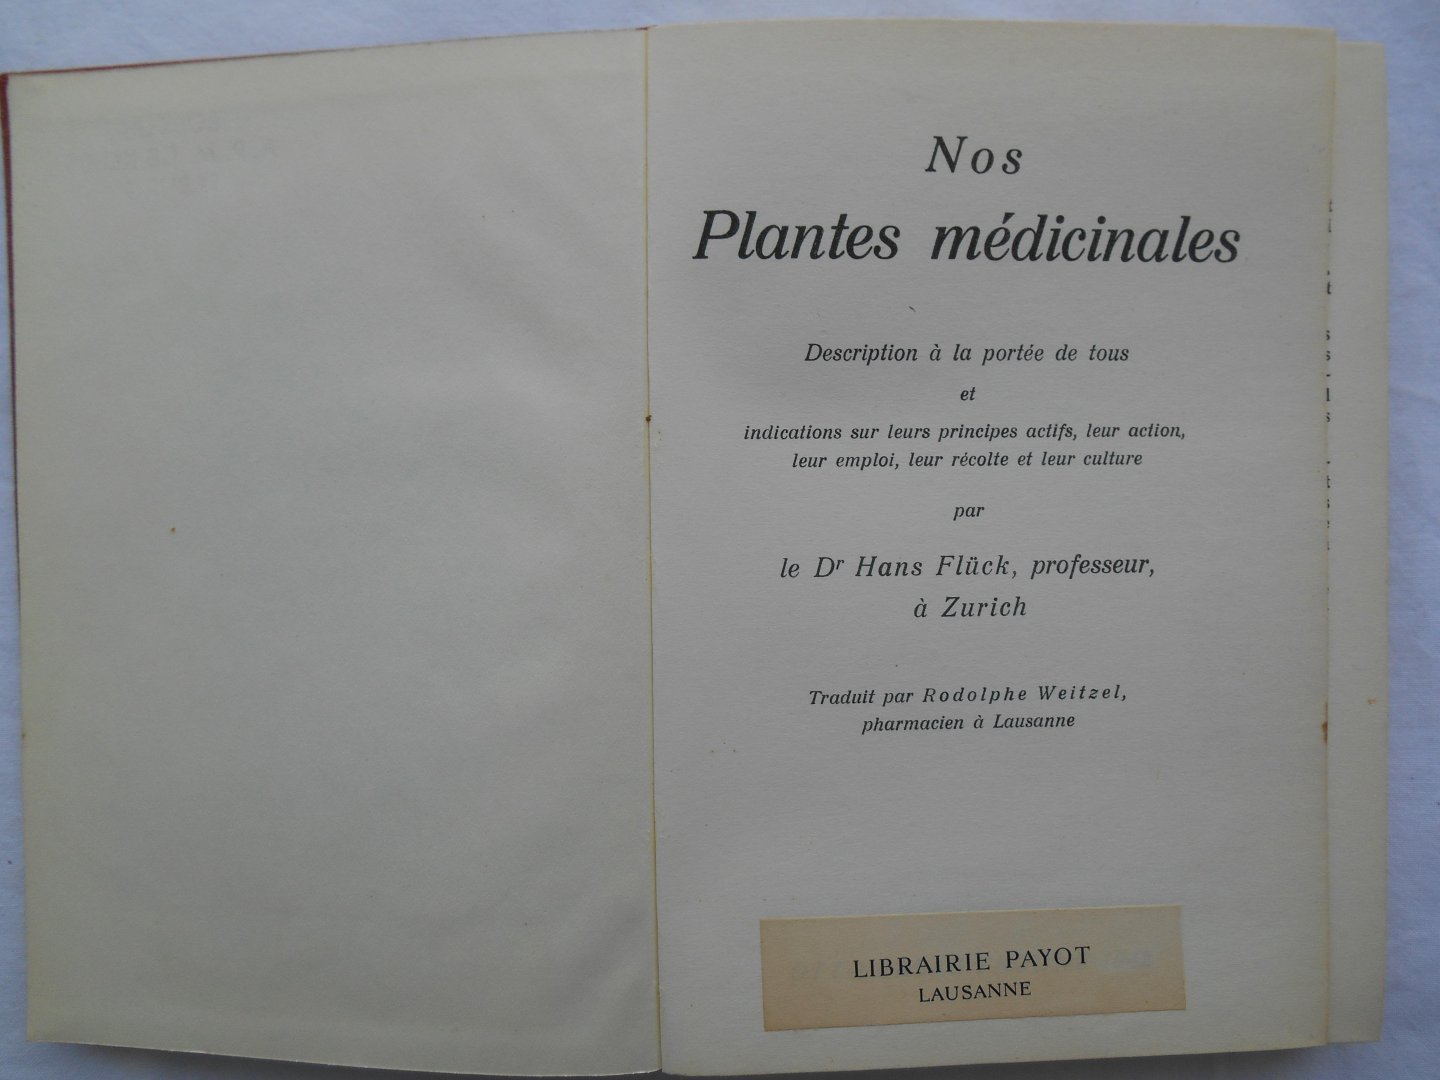 Nos
Plantes médicinales
Description à la portée de tous
et
indications sur leurs principes actifs, leur action,
leur emploi, leur récolte et leur culture
par
le Dr Hans Flück, professeur,
à Zurich
Traduit par Rodolphe Weitzel,
pharmacien à Lausanne
LIBRAIRIE PAYOT
LAUSANNE